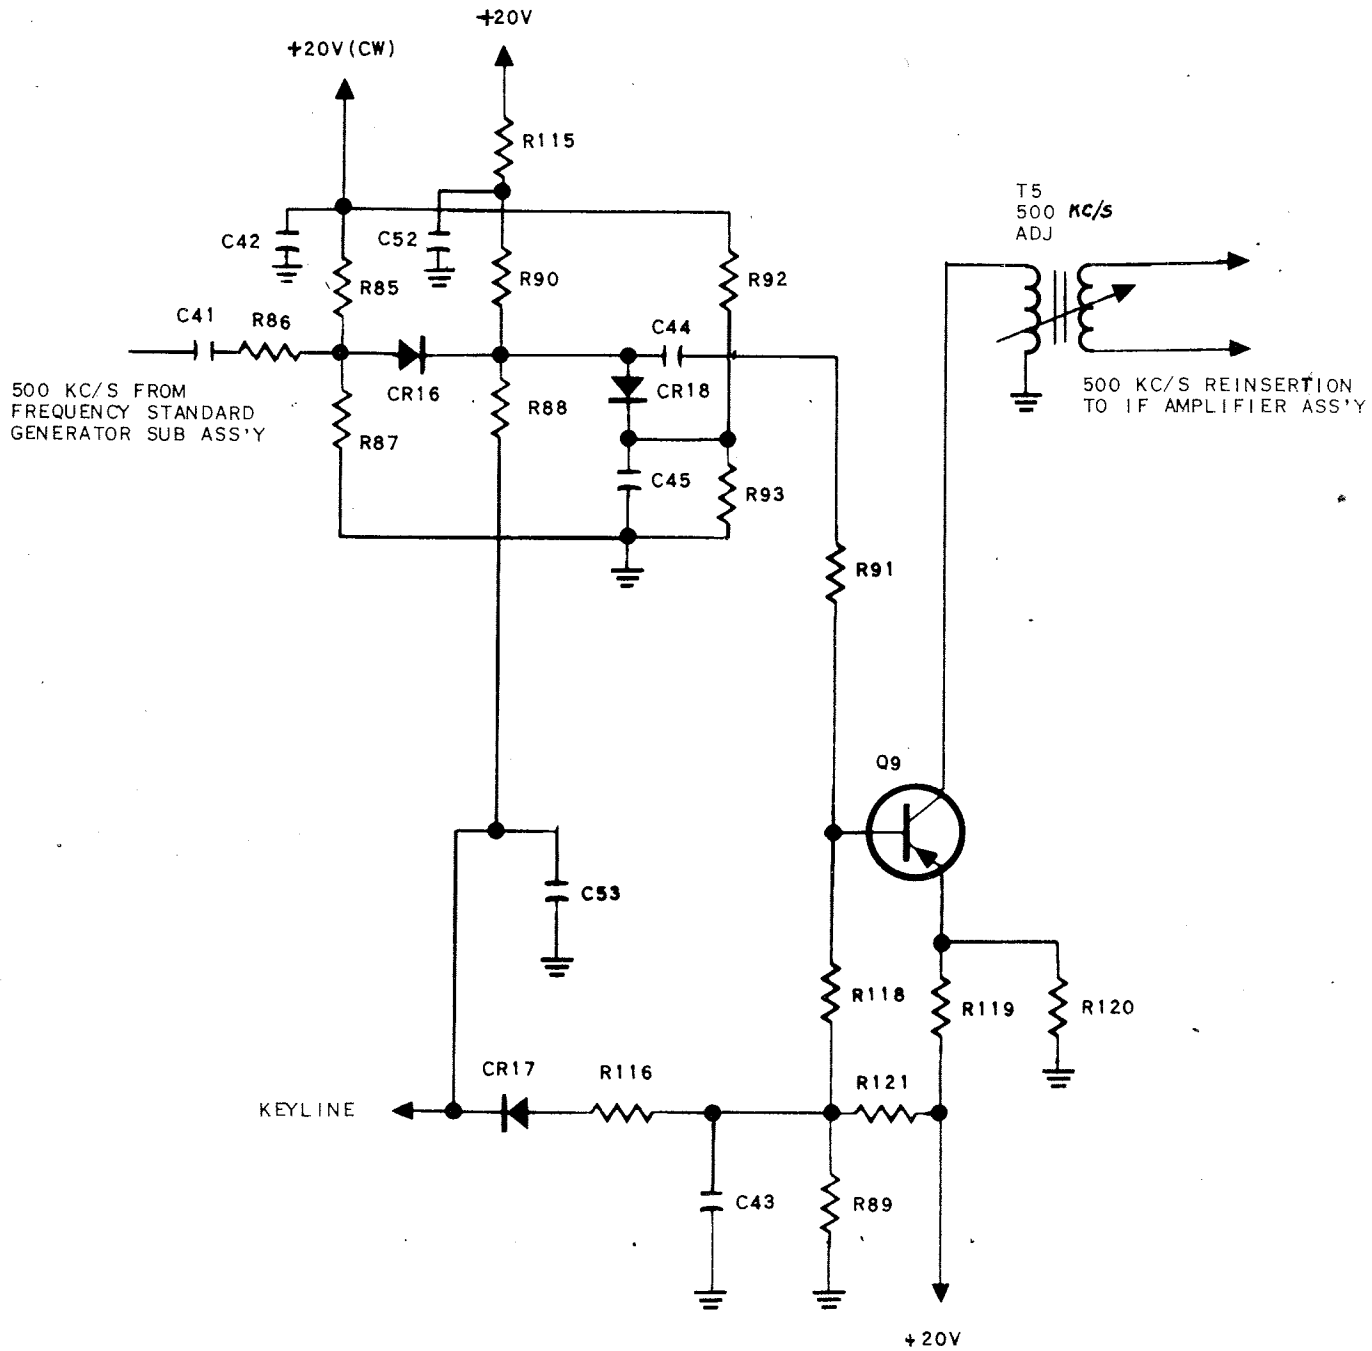 +20V
+20V(CW)
R115
T5
500 KC/S
ADJ
C42
C52
R85
R90
R92
C41
R86
C44
500 KC/S FROM
FREQUENCY STANDARD
GENERATOR SUB ASS'Y
CR16
R88
CR18
500 KC/S REINSERTION
TO IF AMPLIFIER ASS'Y
R87
C45
R93
R91
Q9
C53
R118
R119
R120
CR17
R116
R121
KEYLINE
C43
R89
+20V